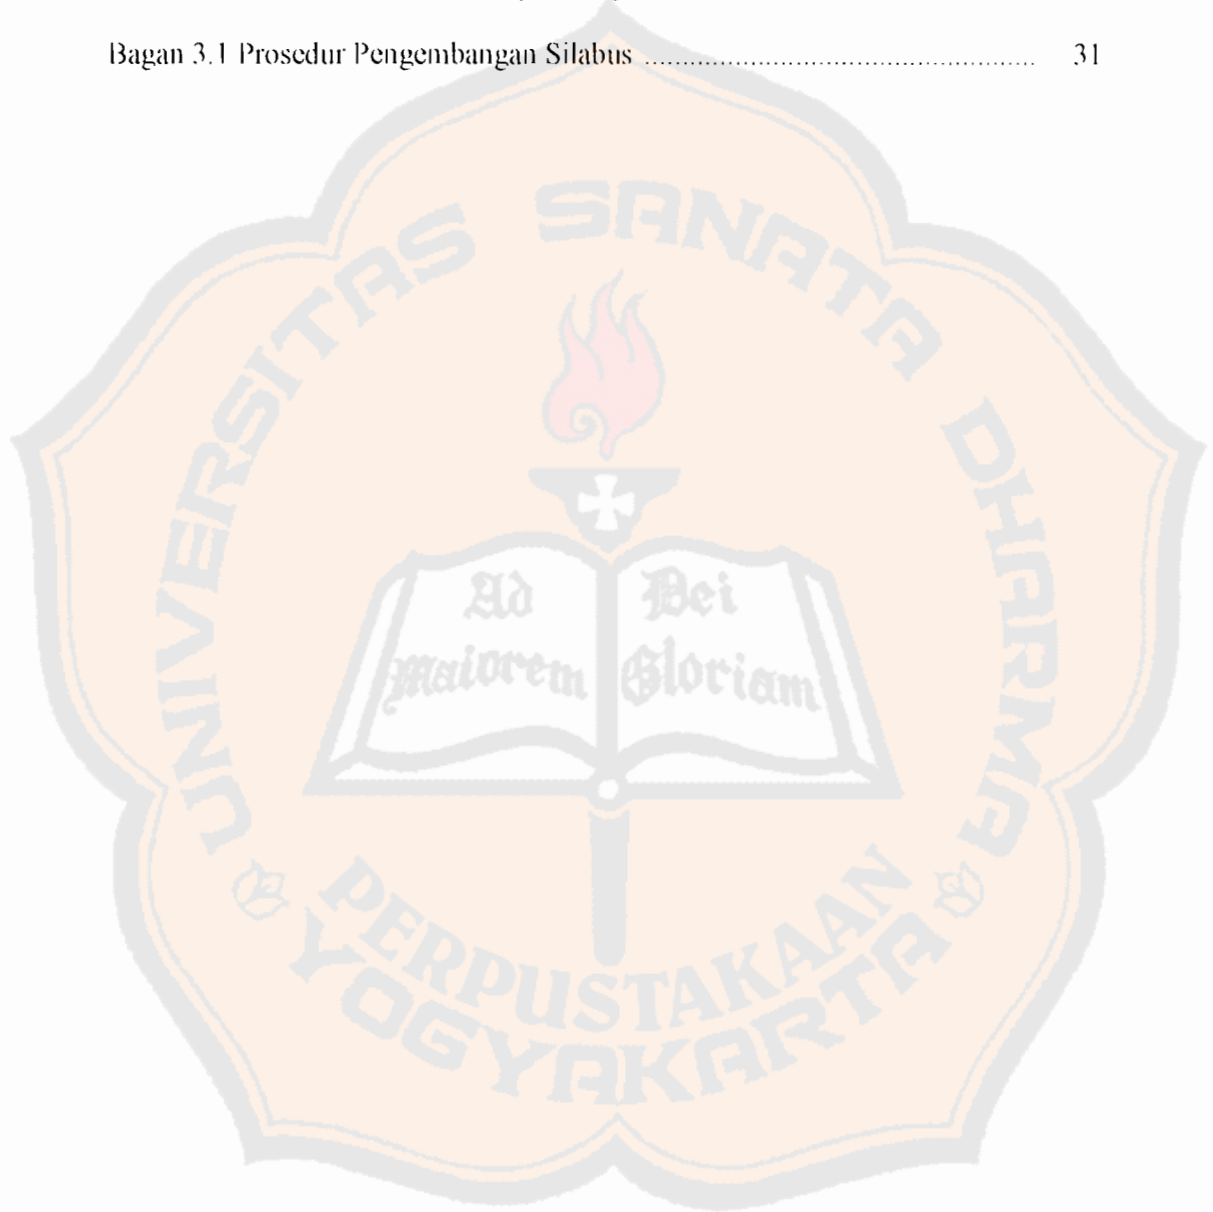 Bagan 3.1 Prosedur Pengembangan Silabus .................................................... 31
UNIVERSITAS SANATA DHARMA
Ad
Dei
maiorem
Gloriam
PERPUSTAKAAN
YOGYAKARTA